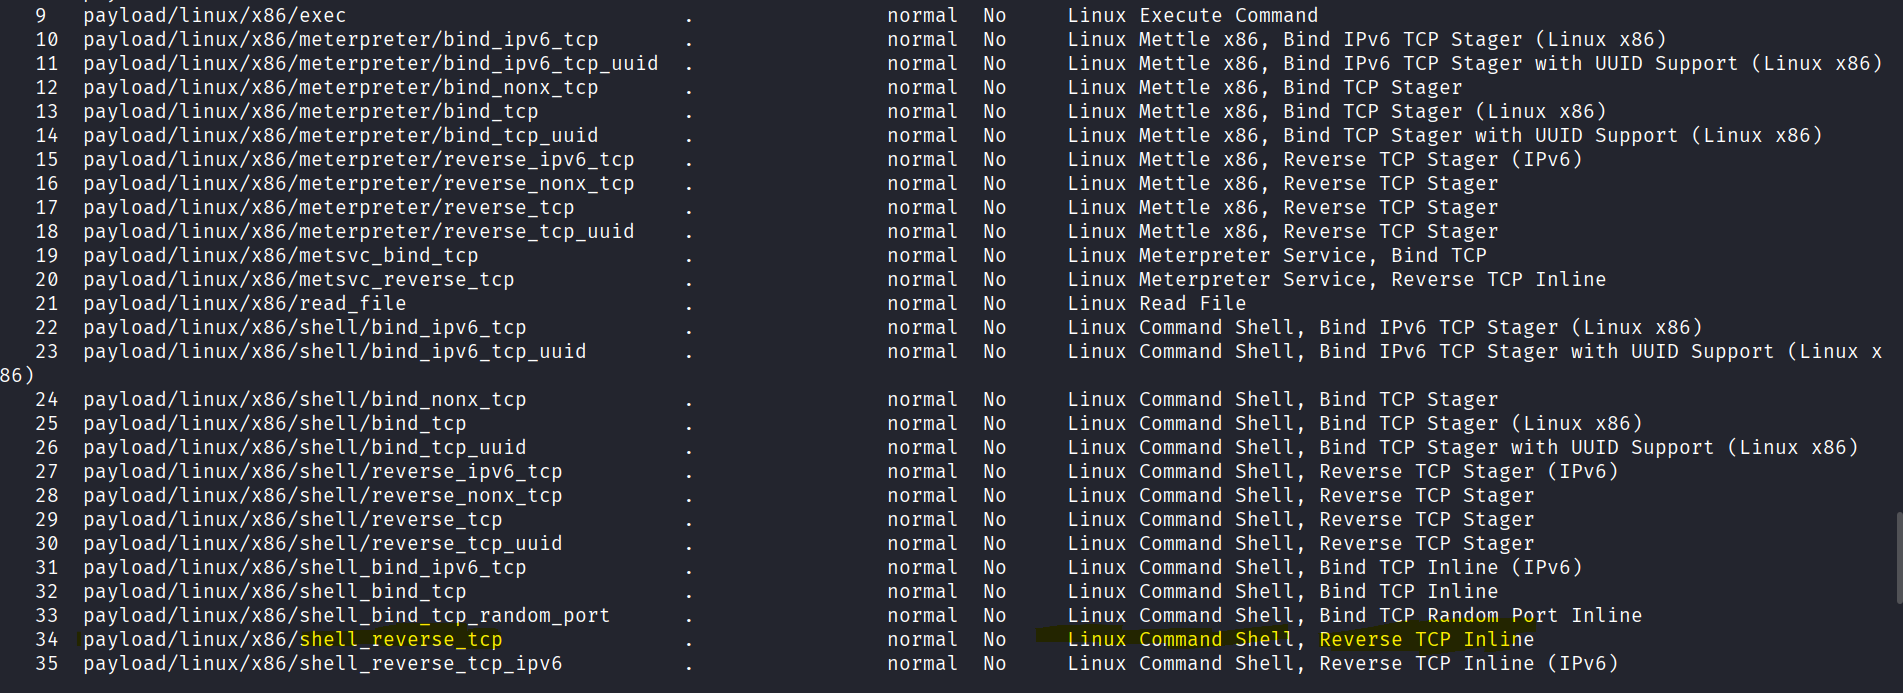 9 payload/linux/x86/exec . normal No Linux Execute Command
10 payload/linux/x86/meterpreter/bind_ipv6_tcp . normal No Linux Mettle x86, Bind IPv6 TCP Stager (Linux x86)
11 payload/linux/x86/meterpreter/bind_ipv6_tcp_uuid . normal No Linux Mettle x86, Bind IPv6 TCP Stager with UUID Support (Linux x86)
12 payload/linux/x86/meterpreter/bind_nonx_tcp . normal No Linux Mettle x86, Bind TCP Stager
13 payload/linux/x86/meterpreter/bind_tcp . normal No Linux Mettle x86, Bind TCP Stager (Linux x86)
14 payload/linux/x86/meterpreter/bind_tcp_uuid . normal No Linux Mettle x86, Bind TCP Stager with UUID Support (Linux x86)
15 payload/linux/x86/meterpreter/reverse_ipv6_tcp . normal No Linux Mettle x86, Reverse TCP Stager (IPv6)
16 payload/linux/x86/meterpreter/reverse_nonx_tcp . normal No Linux Mettle x86, Reverse TCP Stager
17 payload/linux/x86/meterpreter/reverse_tcp . normal No Linux Mettle x86, Reverse TCP Stager
18 payload/linux/x86/meterpreter/reverse_tcp_uuid . normal No Linux Mettle x86, Reverse TCP Stager
19 payload/linux/x86/metsvc_bind_tcp . normal No Linux Meterpreter Service, Bind TCP
20 payload/linux/x86/metsvc_reverse_tcp . normal No Linux Meterpreter Service, Reverse TCP Inline
21 payload/linux/x86/read_file . normal No Linux Read File
22 payload/linux/x86/shell/bind_ipv6_tcp . normal No Linux Command Shell, Bind IPv6 TCP Stager (Linux x86)
23 payload/linux/x86/shell/bind_ipv6_tcp_uuid . normal No Linux Command Shell, Bind IPv6 TCP Stager with UUID Support (Linux x
86)
24 payload/linux/x86/shell/bind_nonx_tcp . normal No Linux Command Shell, Bind TCP Stager
25 payload/linux/x86/shell/bind_tcp . normal No Linux Command Shell, Bind TCP Stager (Linux x86)
26 payload/linux/x86/shell/bind_tcp_uuid . normal No Linux Command Shell, Bind TCP Stager with UUID Support (Linux x86)
27 payload/linux/x86/shell/reverse_ipv6_tcp . normal No Linux Command Shell, Reverse TCP Stager (IPv6)
28 payload/linux/x86/shell/reverse_nonx_tcp . normal No Linux Command Shell, Reverse TCP Stager
29 payload/linux/x86/shell/reverse_tcp . normal No Linux Command Shell, Reverse TCP Stager
30 payload/linux/x86/shell/reverse_tcp_uuid . normal No Linux Command Shell, Reverse TCP Stager
31 payload/linux/x86/shell_bind_ipv6_tcp . normal No Linux Command Shell, Bind TCP Inline (IPv6)
32 payload/linux/x86/shell_bind_tcp . normal No Linux Command Shell, Bind TCP Inline
33 payload/linux/x86/shell_bind_tcp_random_port . normal No Linux Command Shell, Bind TCP Random Port Inline
34 payload/linux/x86/shell_reverse_tcp . normal No Linux Command Shell, Reverse TCP Inline
35 payload/linux/x86/shell_reverse_tcp_ipv6 . normal No Linux Command Shell, Reverse TCP Inline (IPv6)